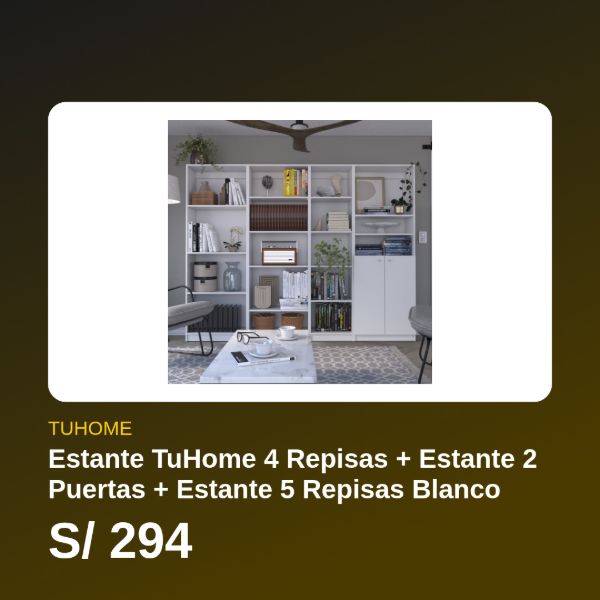 TUHOME
Estante TuHome 4 Repisas + Estante 2
Puertas + Estante 5 Repisas Blanco
S/ 294